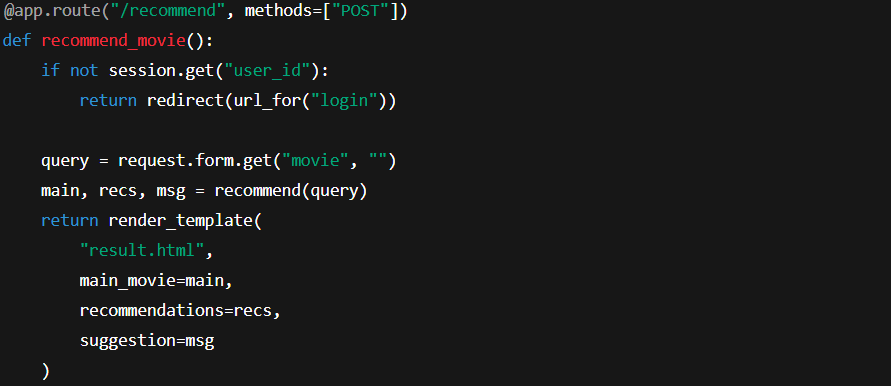 @app.route("/recommend", methods=["POST"])
def recommend_movie():
    if not session.get("user_id"):
        return redirect(url_for("login"))

    query = request.form.get("movie", "")
    main, recs, msg = recommend(query)
    return render_template(
        "result.html",
        main_movie=main,
        recommendations=recs,
        suggestion=msg
    )